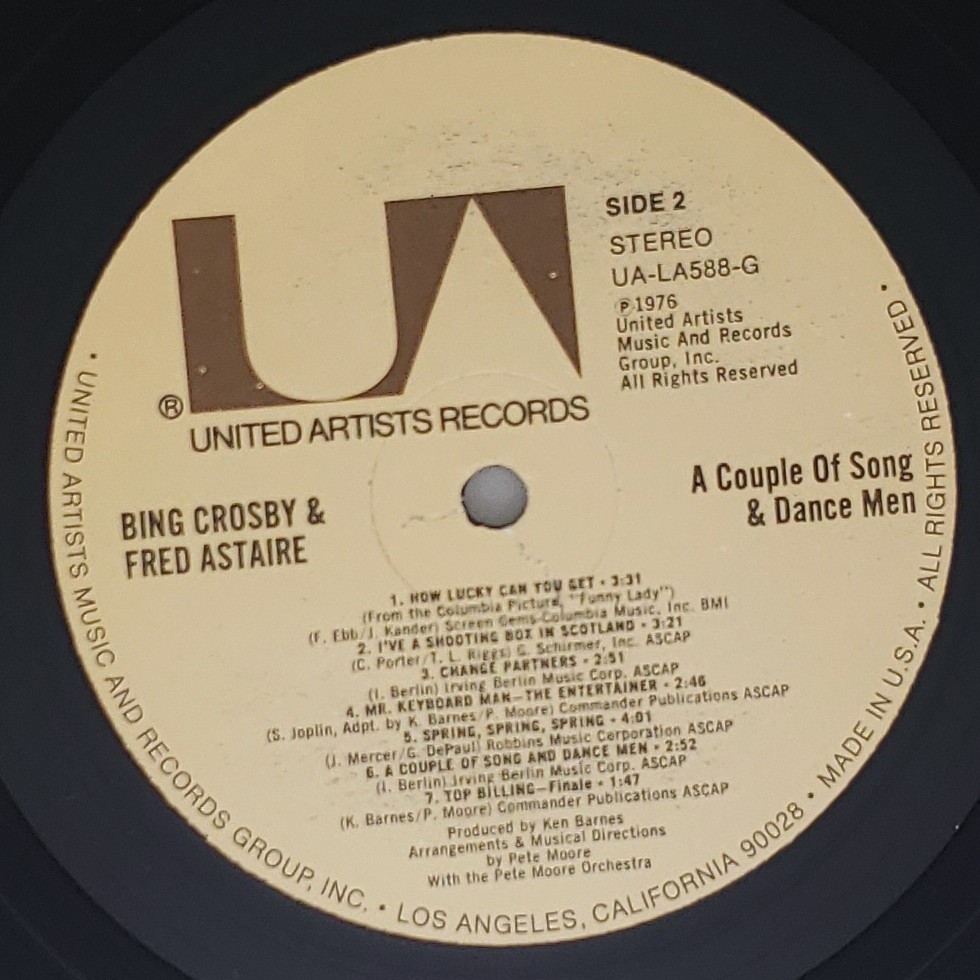 UA
®
UNITED ARTISTS RECORDS
SIDE 2
STEREO
UA-LA588-G
Ⓟ1976
United Artists
Music And Records
Group, Inc.
All Rights Reserved
BING CROSBY &
FRED ASTAIRE
A Couple Of Song
& Dance Men
1. HOW LUCKY CAN YOU GET • 3:31
(From the Columbia Picture, "Funny Lady")
(F. Ebb/J. Kander) Screen Gems-Columbia Music, Inc. BMI
2. I'VE A SHOOTING BOX IN SCOTLAND • 3:21
(C. Porter/T. L. Riggs) G. Schirmer, Inc. ASCAP
3. CHANGE PARTNERS • 2:51
(I. Berlin) Irving Berlin Music Corp. ASCAP
4. MR. KEYBOARD MAN—THE ENTERTAINER • 2:46
(S. Joplin, Adpt. by K. Barnes/P. Moore) Commander Publications ASCAP
5. SPRING, SPRING, SPRING • 4:01
(J. Mercer/G. DePaul) Robbins Music Corporation ASCAP
6. A COUPLE OF SONG AND DANCE MEN • 2:52
(I. Berlin) Irving Berlin Music Corp. ASCAP
7. TOP BILLING—Finale • 1:47
(K. Barnes/P. Moore) Commander Publications ASCAP
Produced by Ken Barnes
Arrangements & Musical Directions
by Pete Moore
With the Pete Moore Orchestra
• UNITED ARTISTS MUSIC AND RECORDS GROUP, INC. • LOS ANGELES, CALIFORNIA 90028 • MADE IN U.S.A. • ALL RIGHTS RESERVED •